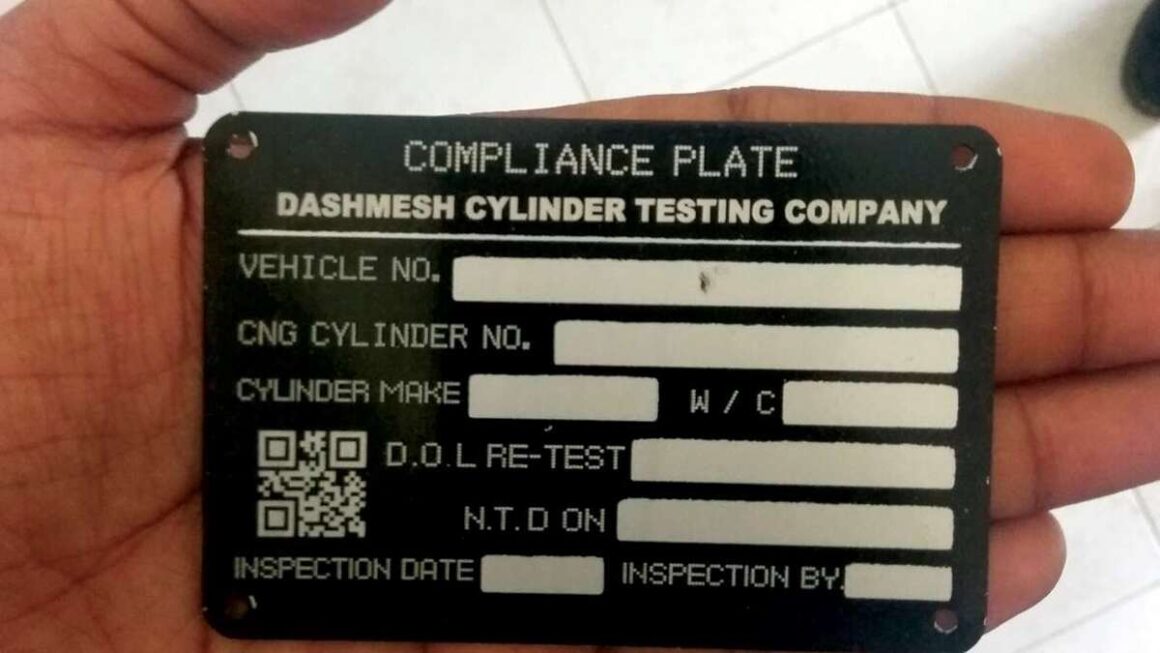 COMPLIANCE PLATE
DASHMESH CYLINDER TESTING COMPANY
VEHICLE NO.
CNG CYLINDER NO.
CYLINDER MAKE W / C
D.O.L RE-TEST
N.T.D ON
INSPECTION DATE INSPECTION BY.